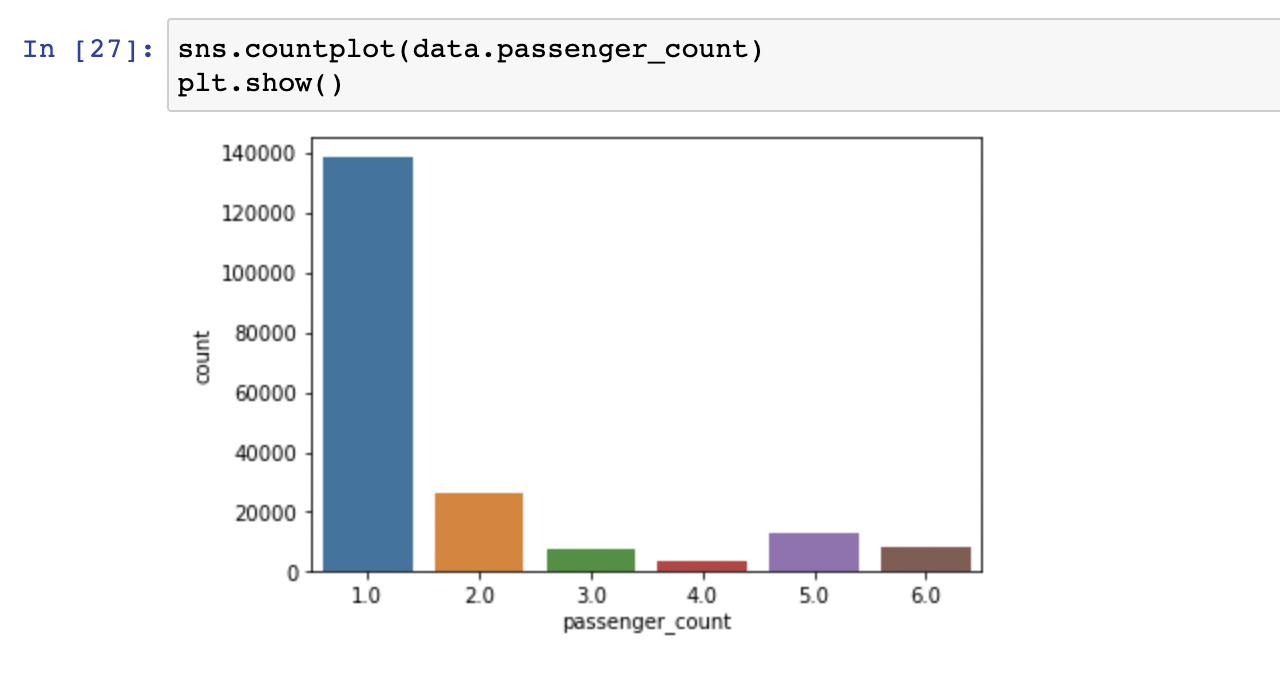 In [27]: sns.countplot(data.passenger_count)
plt.show()
140000
120000
100000
80000
60000
40000
20000
0
count
1.0 2.0 3.0 4.0 5.0 6.0
passenger_count